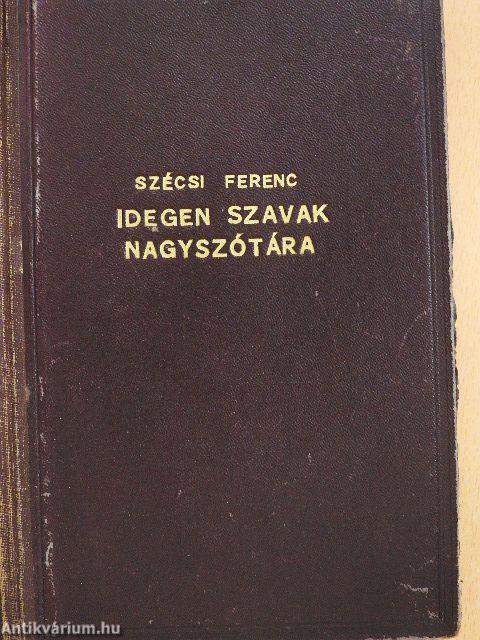 SZÉCSI FERENC
IDEGEN SZAVAK
NAGYSZÓTÁRA
Antikvárium.hu